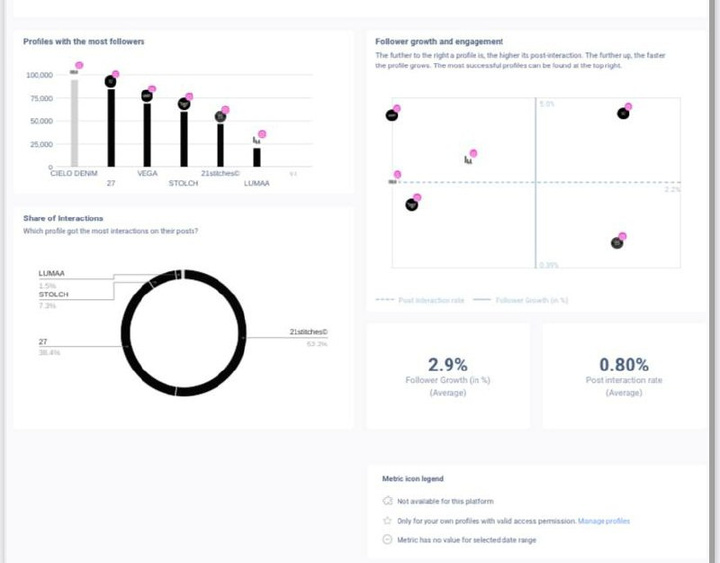 Profiles with the most followers
100,000
75,000
50,000
25,000
0
CIELO DENIM
27
VEGA
STOLCH
21stitches©
LUMAA
Share of Interactions
Which profile got the most interactions on their posts?
LUMAA
1.5%
STOLCH
7.3%
27
38.4%
21stitches©
Follower growth and engagement
The further to the right a profile is, the higher its post-interaction. The further up, the faster
the profile grows. The most successful profiles can be found at the top right.
5.0%
2.2%
0.39%
Post interaction rate
Follower Growth (in %)
2.9%
Follower Growth (in %)
(Average)
0.80%
Post interaction rate
(Average)
Metric icon legend
Not available for this platform
Only for your own profiles with valid access permission. Manage profiles
Metric has no value for selected date range